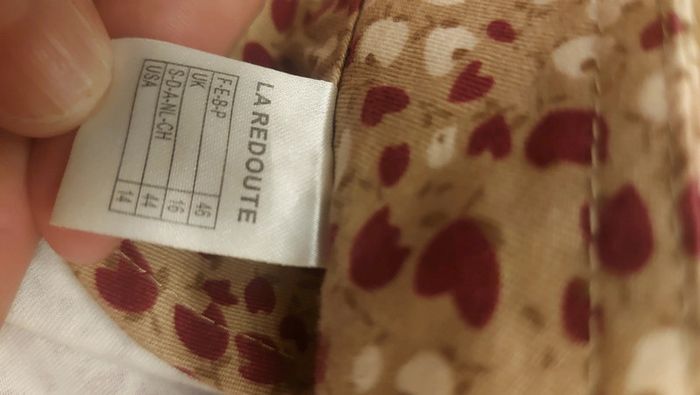 LA REDOUTE
F-E-B-P 46
UK 16
S-D-A-NL-CH 44
USA 14